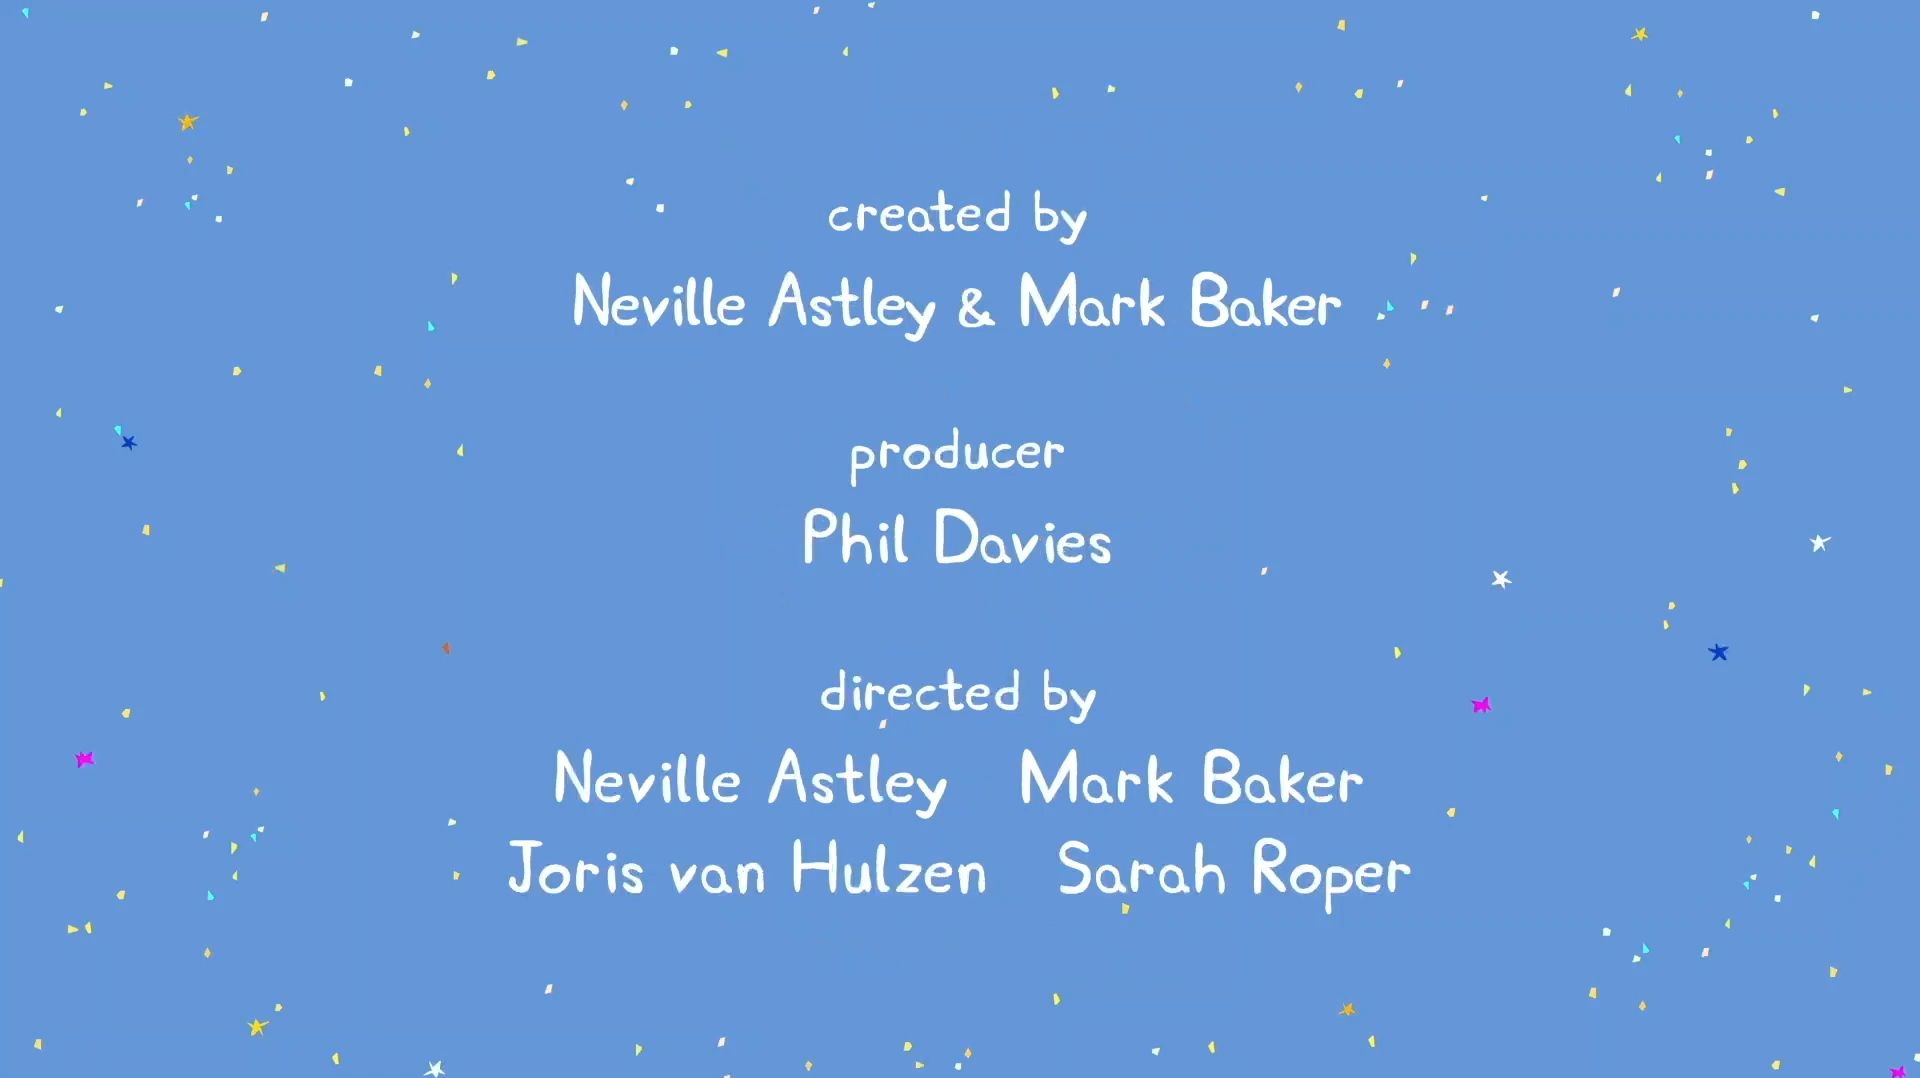 created by
Neville Astley & Mark Baker
producer
Phil Davies
directed by
Neville Astley Mark Baker
Joris van Hulzen Sarah Roper